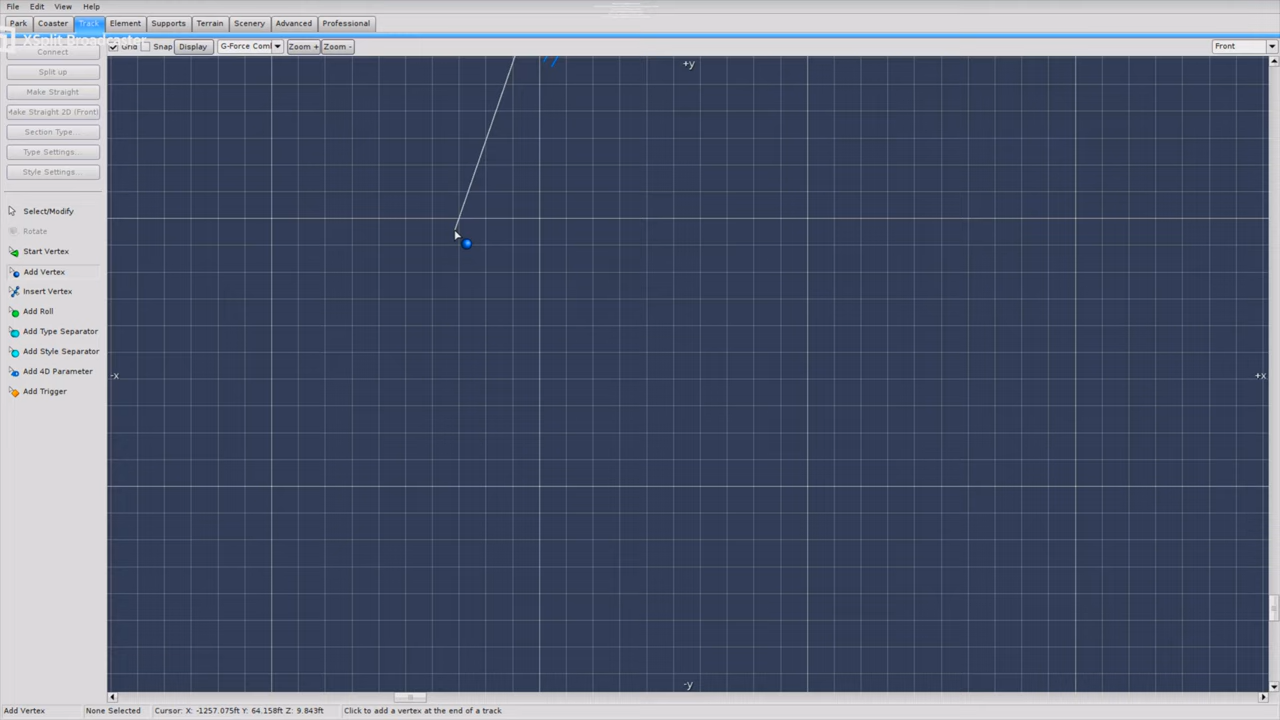 File Edit View Help
Park Coaster Track Element Supports Terrain Scenery Advanced Professional
XSplit Broadcaster
Grid Snap Display G-Force Coml Zoom + Zoom - Front
Connect
Split up
Make Straight
Make Straight 2D (Front)
Section Type...
Type Settings...
Style Settings...
Select/Modify
Rotate
Start Vertex
Add Vertex
Insert Vertex
Add Roll
Add Type Separator
Add Style Separator
Add 4D Parameter
Add Trigger
+y
-x
+x
-y
Add Vertex None Selected Cursor: X: -1257.075ft Y: 64.158ft Z: 9.843ft Click to add a vertex at the end of a track.